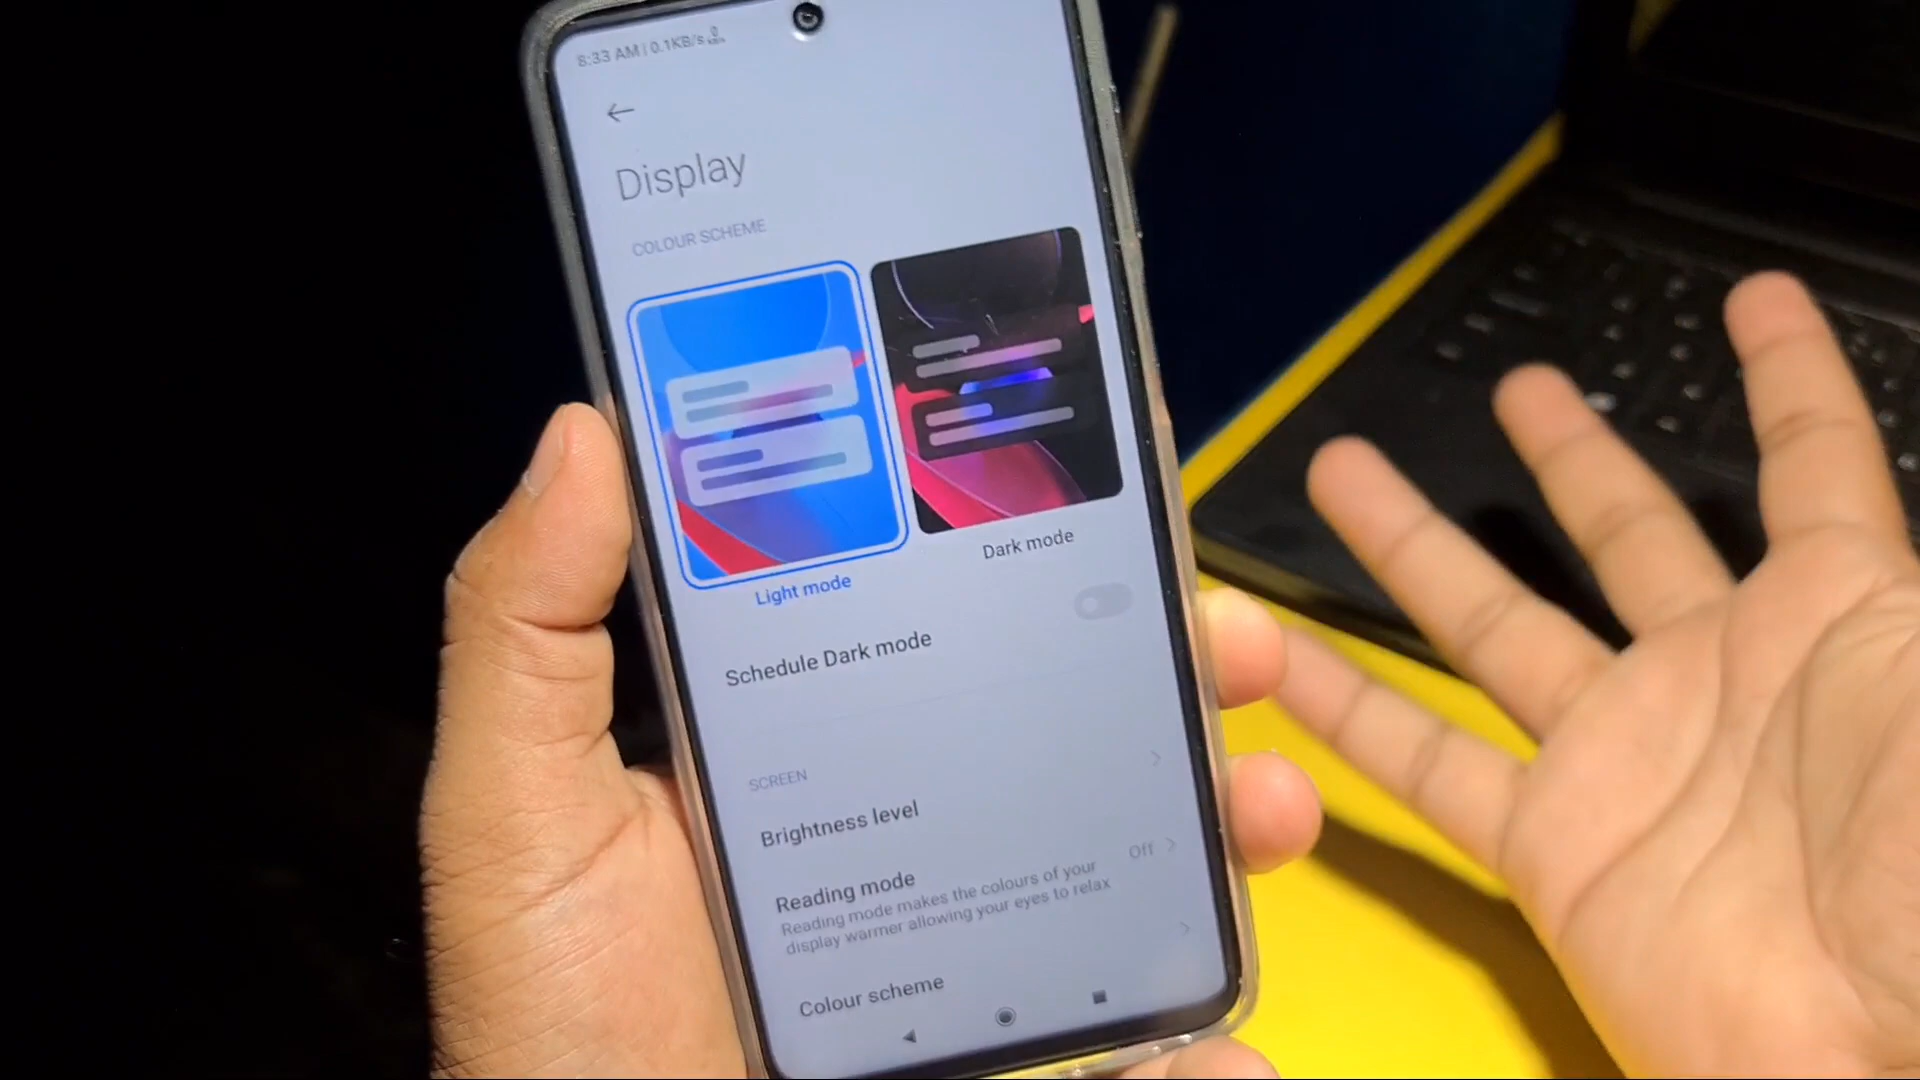 8:33 AM | 0.1KB/s
Display
COLOUR SCHEME
Light mode
Dark mode
Schedule Dark mode
SCREEN
Brightness level
Reading mode
Off
Reading mode makes the colours of your
display warmer allowing your eyes to relax
Colour scheme